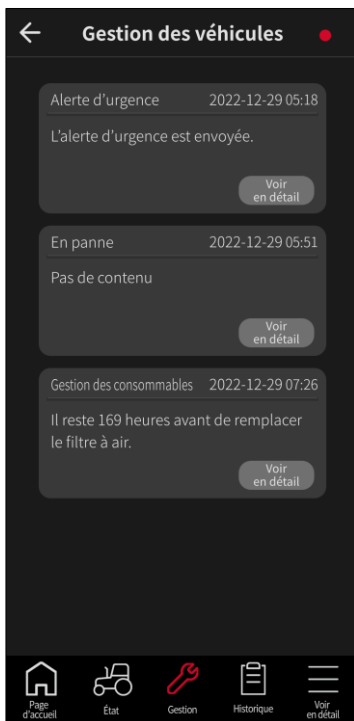 Gestion des véhicules
Alerte d’urgence 2022-12-29 05:18
L’alerte d’urgence est envoyée.
Voir
en détail
En panne 2022-12-29 05:51
Pas de contenu
Voir
en détail
Gestion des consommables 2022-12-29 07:26
Il reste 169 heures avant de remplacer
le filtre à air.
Voir
en détail
Page
d’accueil
État
Gestion
Historique
Voir
en détail